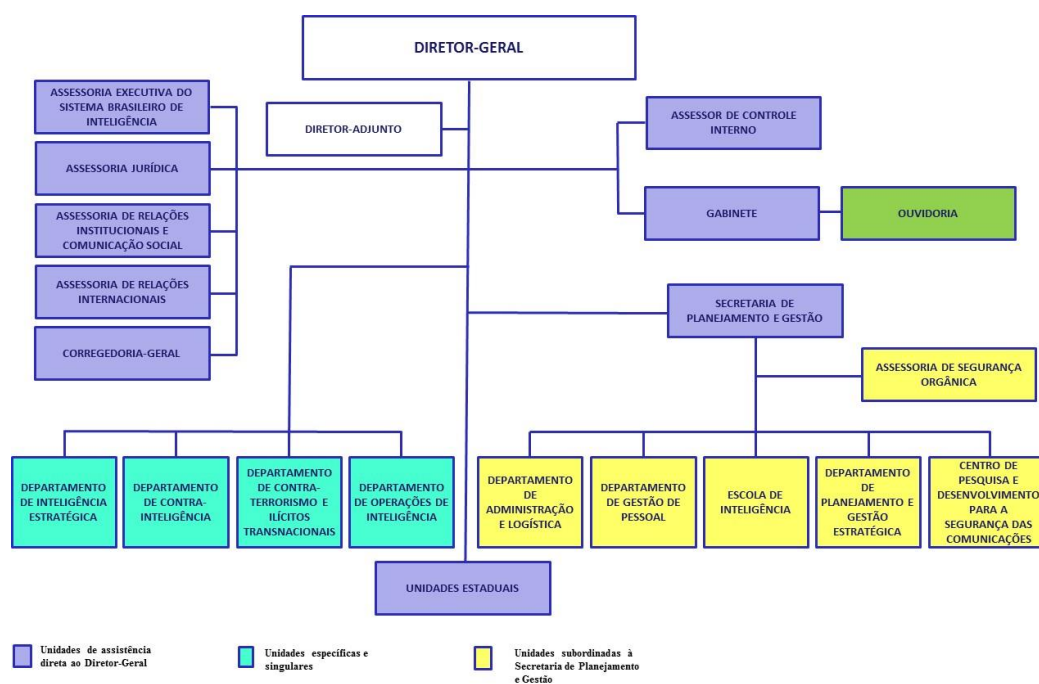 DIRETOR-GERAL
ASSESSORIA EXECUTIVA DO
SISTEMA BRASILEIRO DE
INTELIGÊNCIA
DIRETOR-ADJUNTO
ASSESSOR DE CONTROLE
INTERNO
ASSESSORIA JURÍDICA
GABINETE
OUVIDORIA
ASSESSORIA DE RELAÇÕES
INSTITUCIONAIS E
COMUNICAÇÃO SOCIAL
ASSESSORIA DE RELAÇÕES
INTERNACIONAIS
SECRETARIA DE
PLANEJAMENTO E GESTÃO
CORREGEDORIA-GERAL
ASSESSORIA DE SEGURANÇA
ORGÂNICA
DEPARTAMENTO
DE INTELIGÊNCIA
ESTRATÉGICA
DEPARTAMENTO
DE CONTRA-
INTELIGÊNCIA
DEPARTAMENTO
DE CONTRA-
TERRORISMO E
ILÍCITOS
TRANSNACIONAIS
DEPARTAMENTO
DE OPERAÇÕES DE
INTELIGÊNCIA
DEPARTAMENTO
DE
ADMINISTRAÇÃO
E LOGÍSTICA
DEPARTAMENTO
DE GESTÃO DE
PESSOAL
ESCOLA DE
INTELIGÊNCIA
DEPARTAMENTO
DE
PLANEJAMENTO E
GESTÃO
ESTRATÉGICA
CENTRO DE
PESQUISA E
DESENVOLVIMENTO
PARA A
SEGURANÇA DAS
COMUNICAÇÕES
UNIDADES ESTADUAIS
Unidades de assistência
direta ao Diretor-Geral
Unidades específicas e
singulares
Unidades subordinadas à
Secretaria de Planejamento
e Gestão